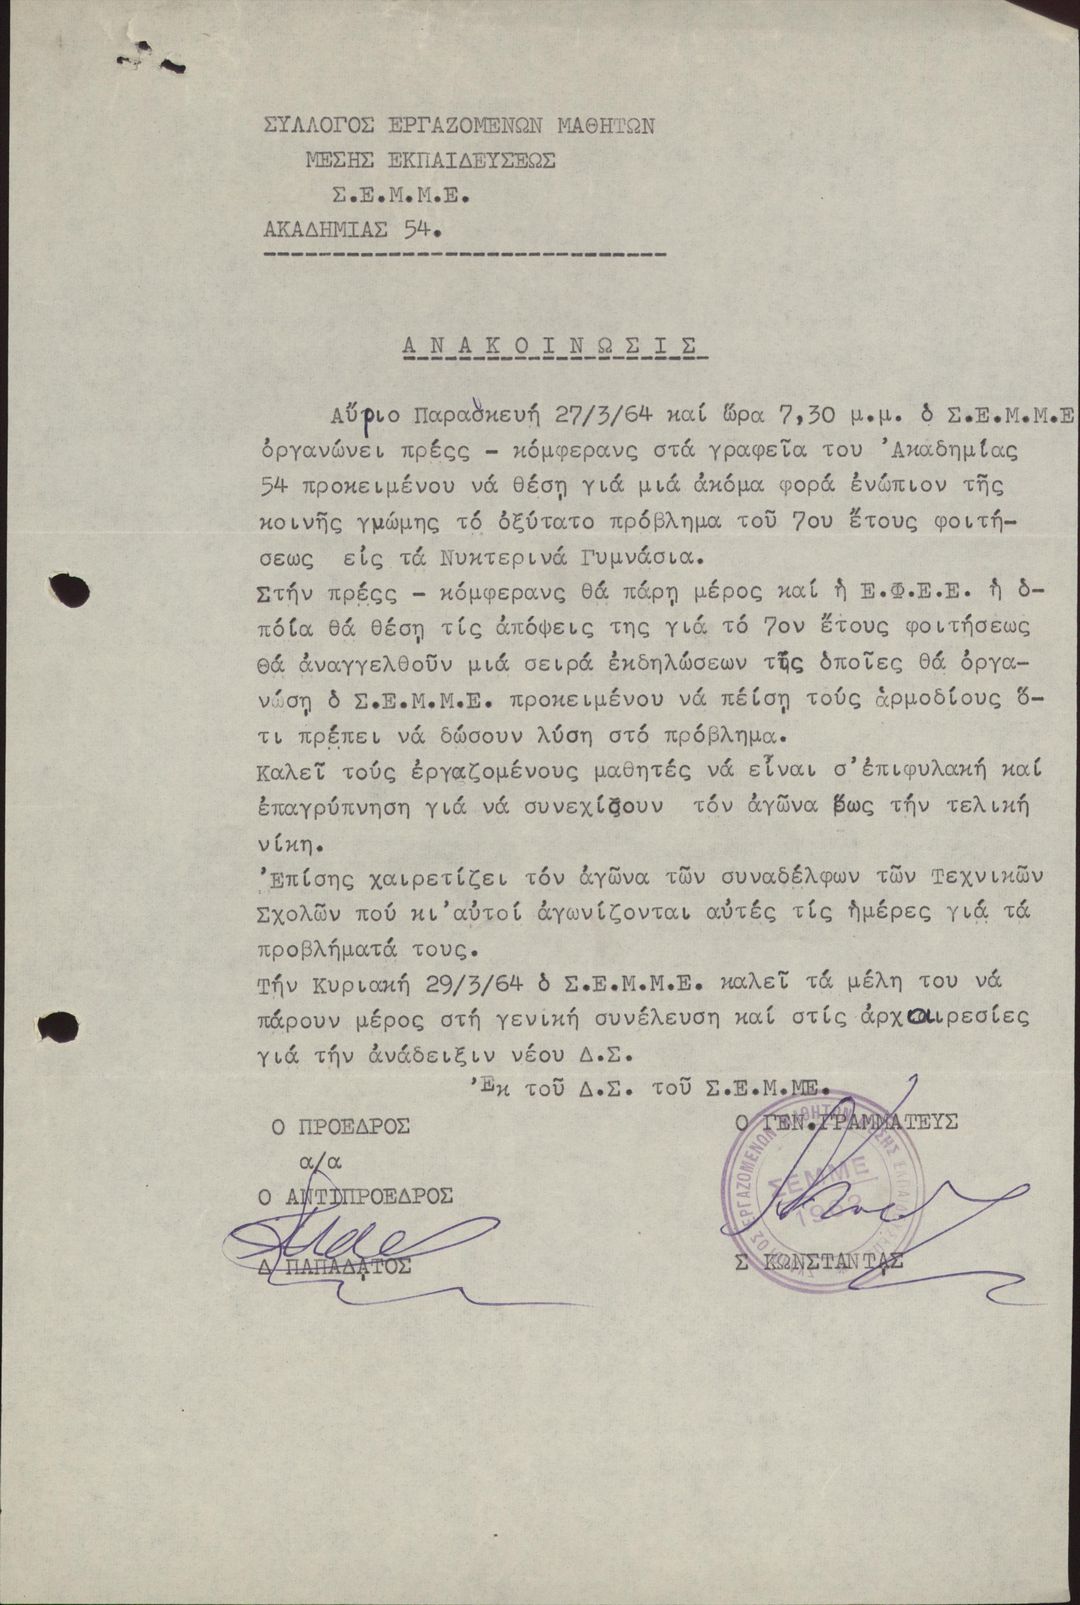 ΣΥΛΛΟΓΟΣ ΕΡΓΑΖΟΜΕΝΩΝ ΜΑΘΗΤΩΝ
ΜΕΣΗΣ ΕΚΠΑΙΔΕΥΣΕΩΣ
Σ.Ε.Μ.Μ.Ε.
ΑΚΑΔΗΜΙΑΣ 54.
Α Ν Α Κ Ο Ι Ν Ω Σ Ι Σ
Αὔριο Παρασκευή 27/3/64 καί ὥρα 7,30 μ.μ. ὁ Σ.Ε.Μ.Μ.Ε
ὀργανώνει πρέςς - κόμφερανς στά γραφεῖα του Ἀκαδημίας
54 προκειμένου νά θέση γιά μιά ἀκόμα φορά ἐνώπιον τῆς
κοινῆς γνώμης τό ὀξύτατο πρόβλημα τοῦ 7ου ἔτους φοιτή-
σεως εἰς τά Νυκτερινά Γυμνάσια.
Στήν πρέςς - κόμφερανς θά πάρη μέρος καί ἡ Ε.Φ.Ε.Ε. ἡ ὁ-
ποία θά θέση τίς ἀπόψεις της γιά τό 7ον ἔτους φοιτήσεως
Θά ἀναγγελθοῦν μιά σειρά ἐκδηλώσεων τίς ὁποῖες θά ὀργα-
νώση ὁ Σ.Ε.Μ.Μ.Ε. προκειμένου νά πείση τούς ἁρμοδίους ὅ-
τι πρέπει νά δώσουν λύση στό πρόβλημα.
Καλεῖ τούς ἐργαζομένους μαθητές νά εἶναι σ'ἐπιφυλακή καί
ἐπαγρύπνηση γιά νά συνεχίσουν τόν ἀγῶνα ἕως τήν τελική
νίκη.
Ἐπίσης χαιρετίζει τόν ἀγῶνα τῶν συναδέλφων τῶν Τεχνικῶν
Σχολῶν πού κι'αὐτοί ἀγωνίζονται αὐτές τίς ἡμέρες γιά τά
προβλήματά τους.
Τήν Κυριακή 29/3/64 ὁ Σ.Ε.Μ.Μ.Ε. καλεῖ τά μέλη του νά
πάρουν μέρος στή γενική συνέλευση καί στίς ἀρχαιρεσίες
γιά τήν ἀνάδειξιν νέου Δ.Σ.
Ἐκ τοῦ Δ.Σ. τοῦ Σ.Ε.Μ.ΜΕ.
Ο ΠΡΟΕΔΡΟΣ
α/α
Ο ΑΝΤΙΠΡΟΕΔΡΟΣ
Δ ΠΑΠΑΔΑΤΟΣ
Ο ΓΕΝ.ΓΡΑΜΜΑΤΕΥΣ
ΣΕΜΜΕ
Σ ΚΩΝΣΤΑΝΤΑΣ